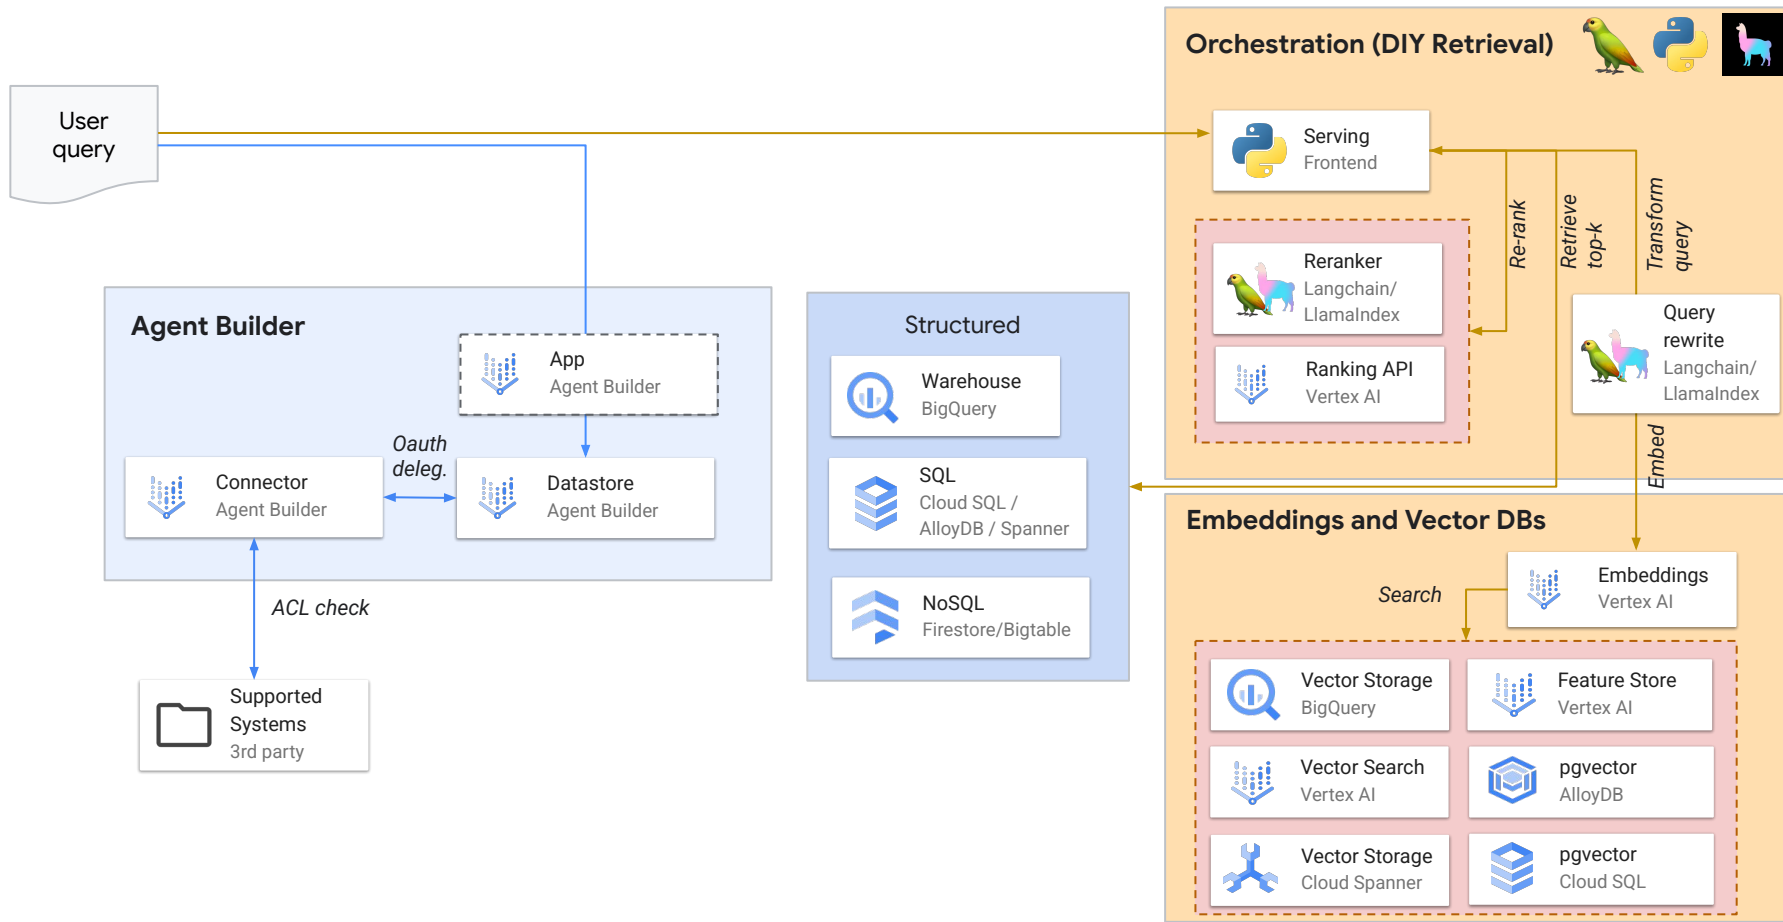 User
query
Agent Builder
App
Agent Builder
Oauth
deleg.
Connector
Agent Builder
Datastore
Agent Builder
ACL check
Supported
Systems
3rd party
Structured
Warehouse
BigQuery
SQL
Cloud SQL /
AlloyDB / Spanner
NoSQL
Firestore/Bigtable
Orchestration (DIY Retrieval)
Serving
Frontend
Re-rank
Retrieve
top-k
Transform
query
Reranker
Langchain/
LlamaIndex
Ranking API
Vertex AI
Query
rewrite
Langchain/
LlamaIndex
Embed
Embeddings and Vector DBs
Embeddings
Vertex AI
Search
Vector Storage
BigQuery
Feature Store
Vertex AI
Vector Search
Vertex AI
pgvector
AlloyDB
Vector Storage
Cloud Spanner
pgvector
Cloud SQL